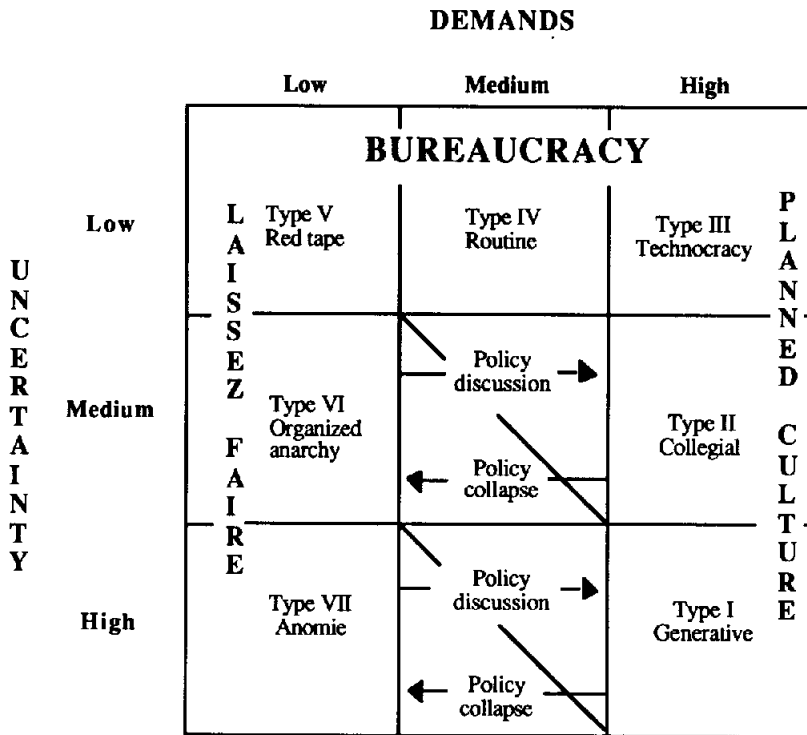 DEMANDS
Low Medium High
BUREAUCRACY
UNCERTAINTY
Low
LAISSEZ FAIRE
Type V
Red tape
Type IV
Routine
Type III
Technocracy
PLANNED CULTURE
Medium
Type VI
Organized
anarchy
Policy
discussion
Policy
collapse
Type II
Collegial
High
Type VII
Anomie
Policy
discussion
Policy
collapse
Type I
Generative